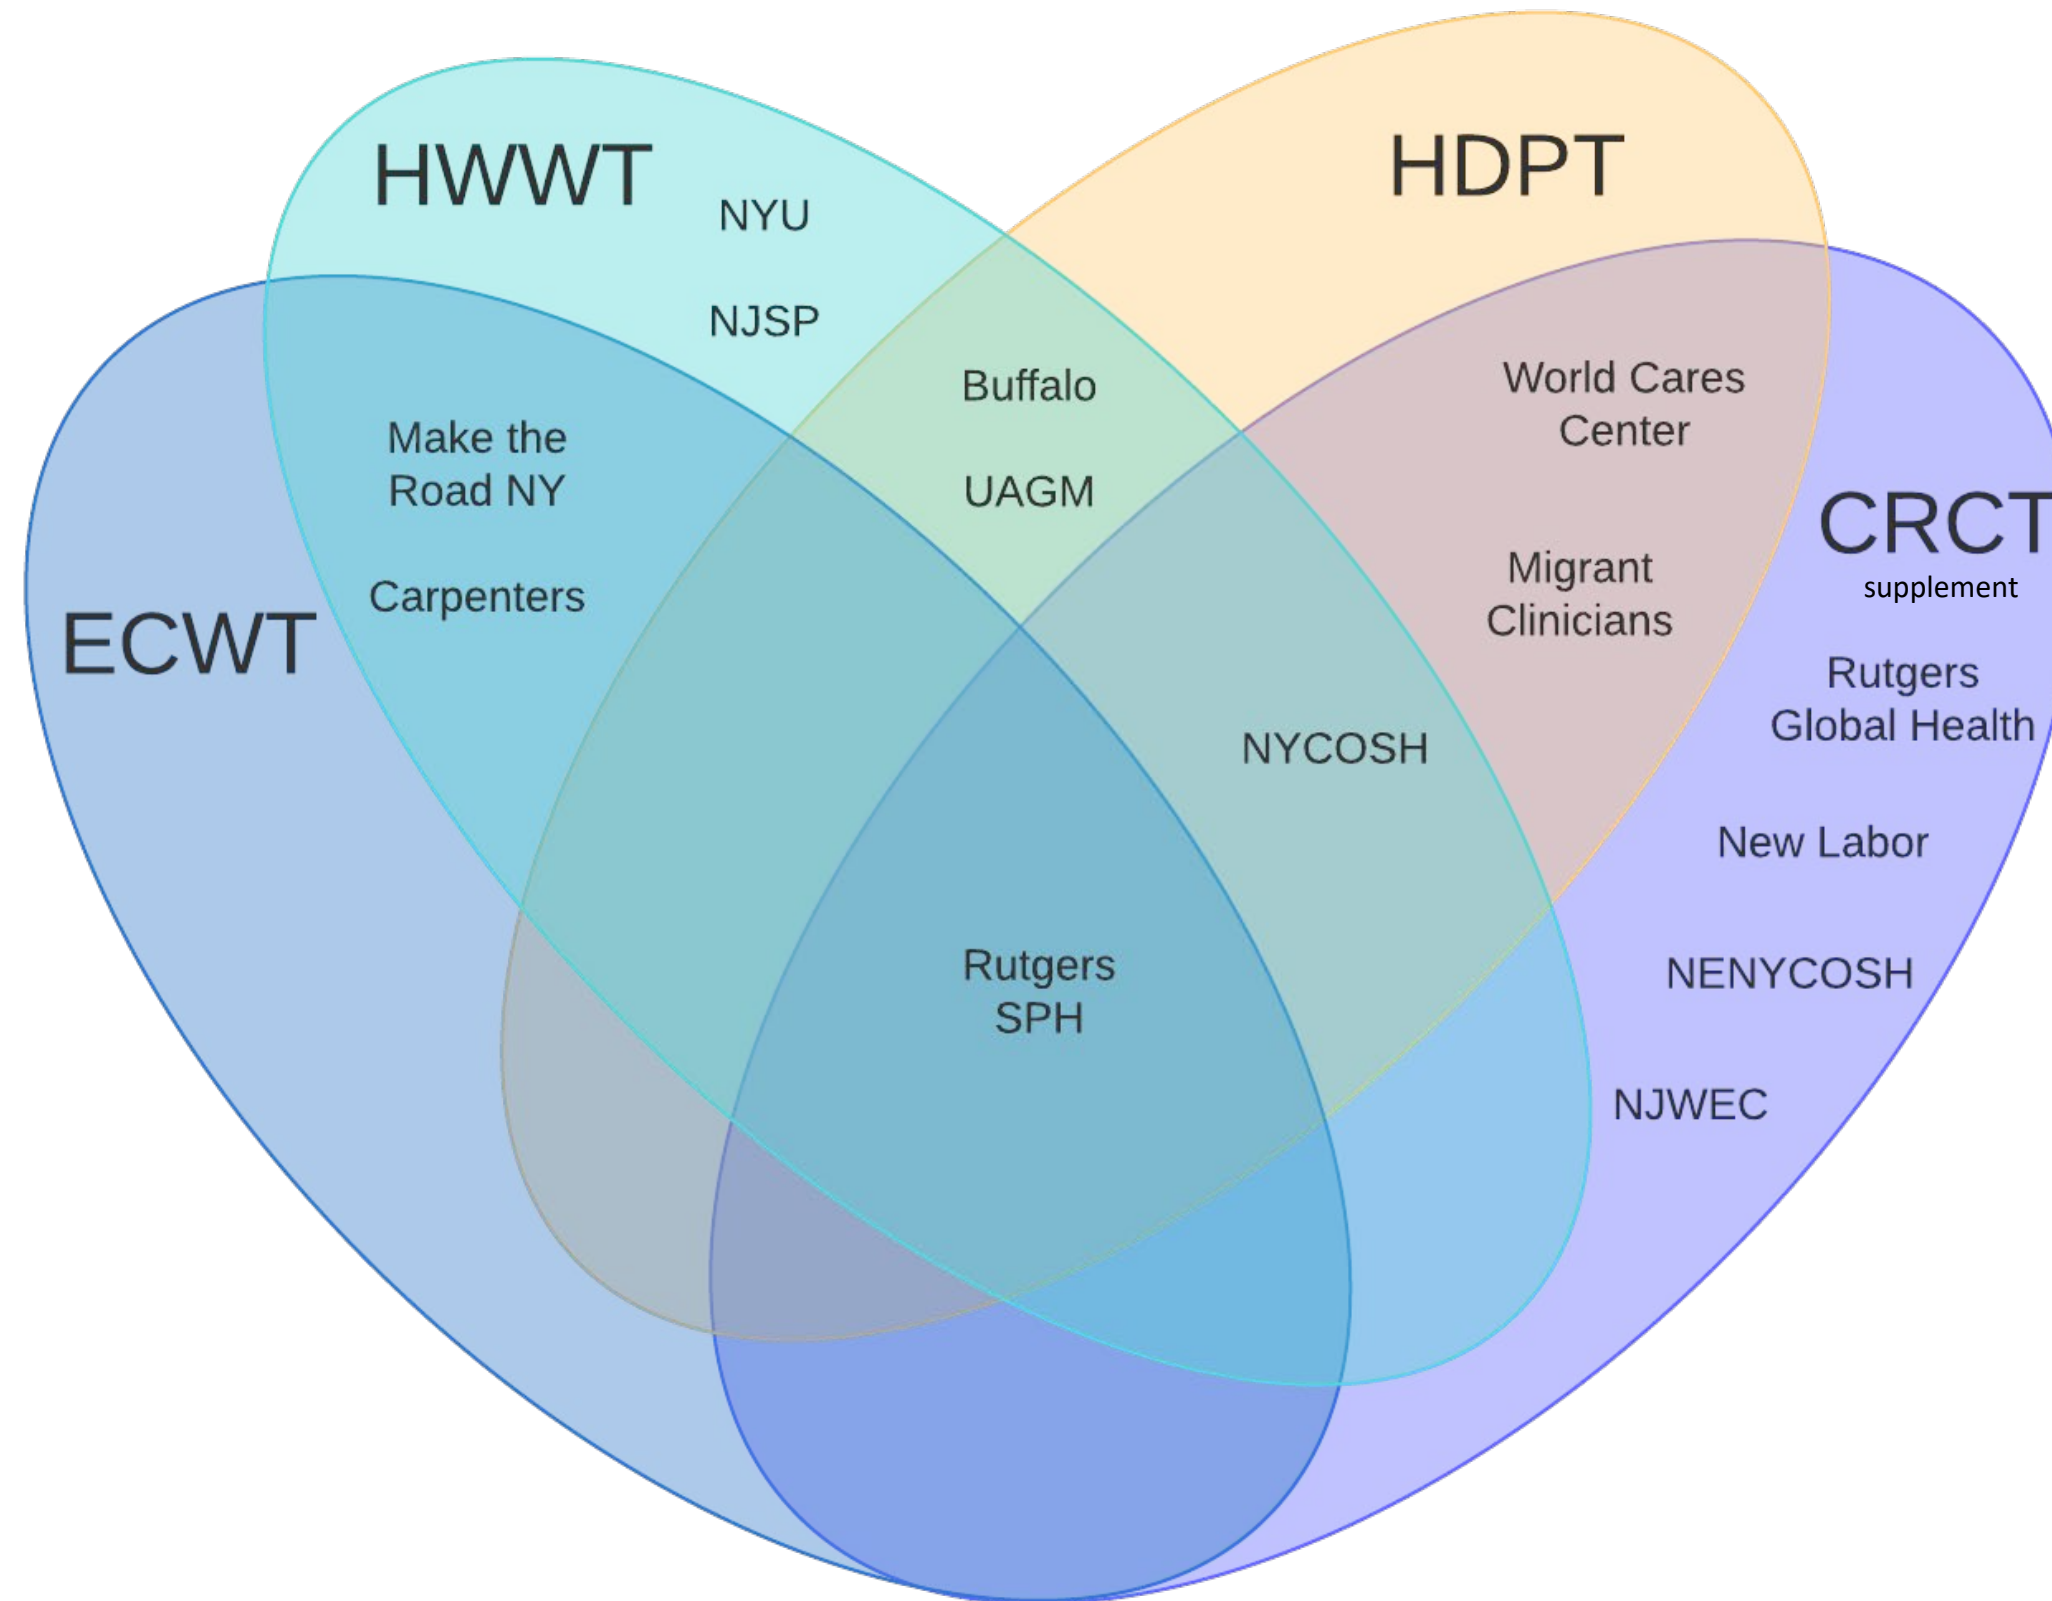 HWWT
HDPT
NYU
NJSP
Buffalo
UAGM
World Cares
Center
Make the
Road NY
Carpenters
ECWT
CRCT
supplement
Migrant
Clinicians
Rutgers
Global Health
NYCOSH
New Labor
NENYCOSH
Rutgers
SPH
NJWEC